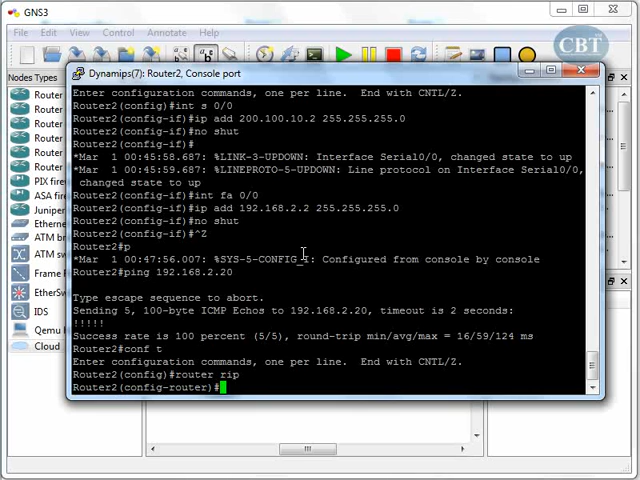 GNS3
File Edit View Control Annotate Help
CBT
Nodes Types
Router
Router
Router
Router
Router
Router
PIX fire
ASA firew
Juniper
Ethernet
ATM brid
ATM swi
Frame
EtherSw
IDS
Qemu
Cloud
Dynamips(7): Router2, Console port
Enter configuration commands, one per line.  End with CNTL/Z.
Router2(config)#int s 0/0
Router2(config-if)#ip add 200.100.10.2 255.255.255.0
Router2(config-if)#no shut
Router2(config-if)#
*Mar  1 00:45:58.687: %LINK-3-UPDOWN: Interface Serial0/0, changed state to up
*Mar  1 00:45:59.687: %LINEPROTO-5-UPDOWN: Line protocol on Interface Serial0/0,
 changed state to up
Router2(config-if)#int fa 0/0
Router2(config-if)#ip add 192.168.2.2 255.255.255.0
Router2(config-if)#no shut
Router2(config-if)#^Z
Router2#p
*Mar  1 00:47:56.007: %SYS-5-CONFIG_I: Configured from console by console
Router2#ping 192.168.2.20
Type escape sequence to abort.
Sending 5, 100-byte ICMP Echos to 192.168.2.20, timeout is 2 seconds:
!!!!!
Success rate is 100 percent (5/5), round-trip min/avg/max = 16/59/124 ms
Router2#conf t
Enter configuration commands, one per line.  End with CNTL/Z.
Router2(config)#router rip
Router2(config-router)#